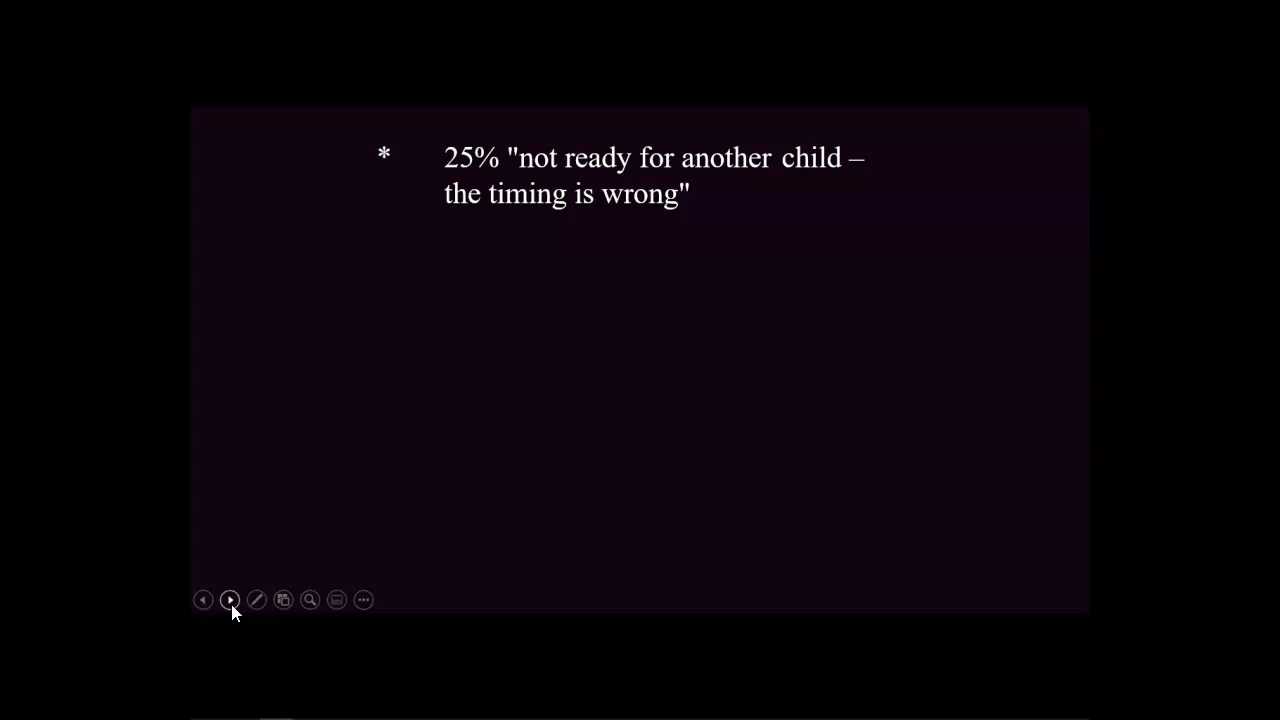 * 25% "not ready for another child –
the timing is wrong"